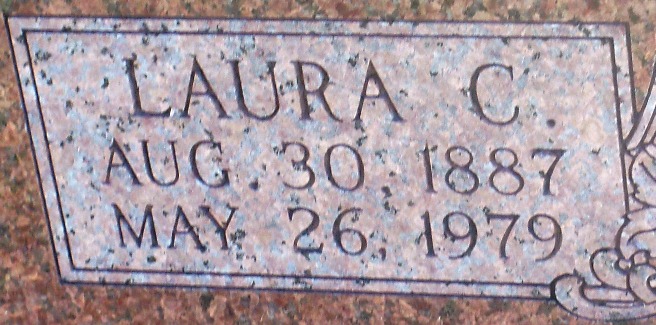 LAURA C.
AUG. 30, 1887
MAY 26, 1979